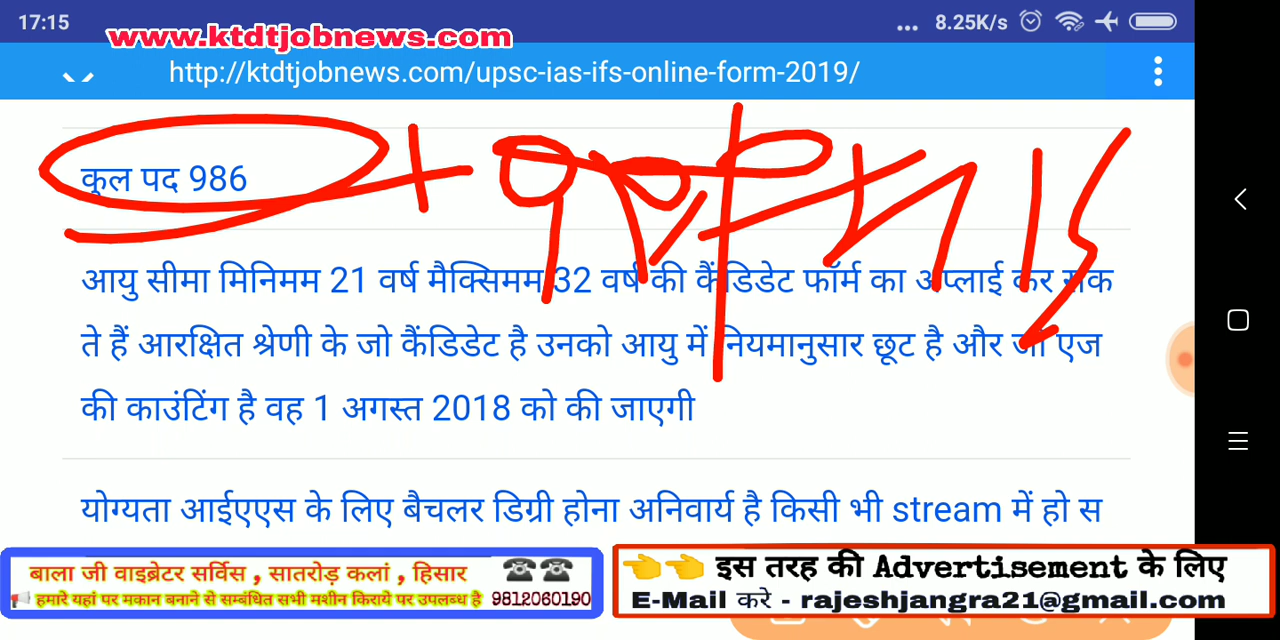 17:15
... 8.25K/s
www.ktdtjobnews.com
http://ktdtjobnews.com/upsc-ias-ifs-online-form-2019/
कुल पद 986
आयु सीमा मिनिमम 21 वर्ष मैक्सिमम 32 वर्ष की कैंडिडेट फॉर्म का अप्लाई कर सक
ते हैं आरक्षित श्रेणी के जो कैंडिडेट है उनको आयु में नियमानुसार छूट है और जो एज
की काउंटिंग है वह 1 अगस्त 2018 को की जाएगी
योग्यता आईएएस के लिए बैचलर डिग्री होना अनिवार्य है किसी भी stream में हो स
बाला जी वाइब्रेटर सर्विस , सातरोड़ कलां , हिसार
हमारे यहां पर मकान बनाने से सम्बंधित सभी मशीन किराये पर उपलब्ध है 9812060190
इस तरह की Advertisement के लिए
E-Mail करे - rajeshjangra21@gmail.com